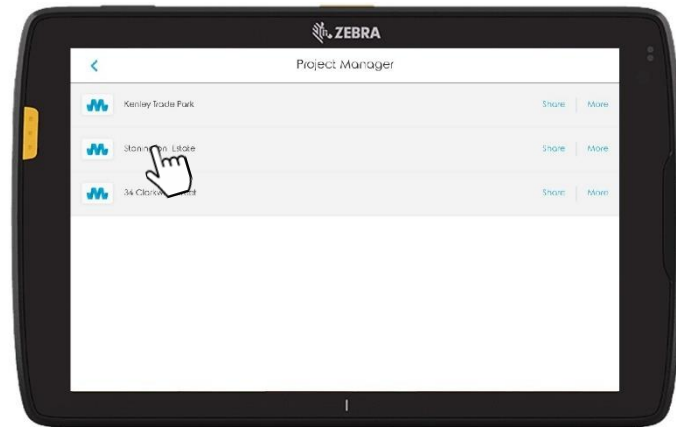 ZEBRA
Project Manager
Kenley Trade Park Share More
Estate Share More
34 Share More